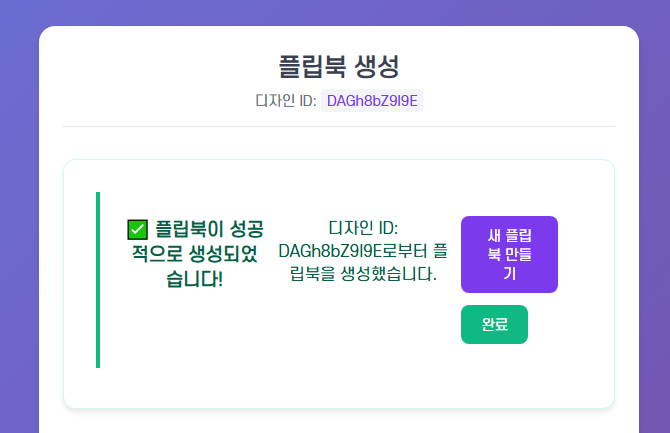 플립북 생성
디자인 ID: DAGh8bZ9I9E
✅ 플립북이 성공
적으로 생성되었
습니다!
디자인 ID:
DAGh8bZ9I9E로부터 플
립북을 생성했습니다.
새 플립
북 만들
기
완료